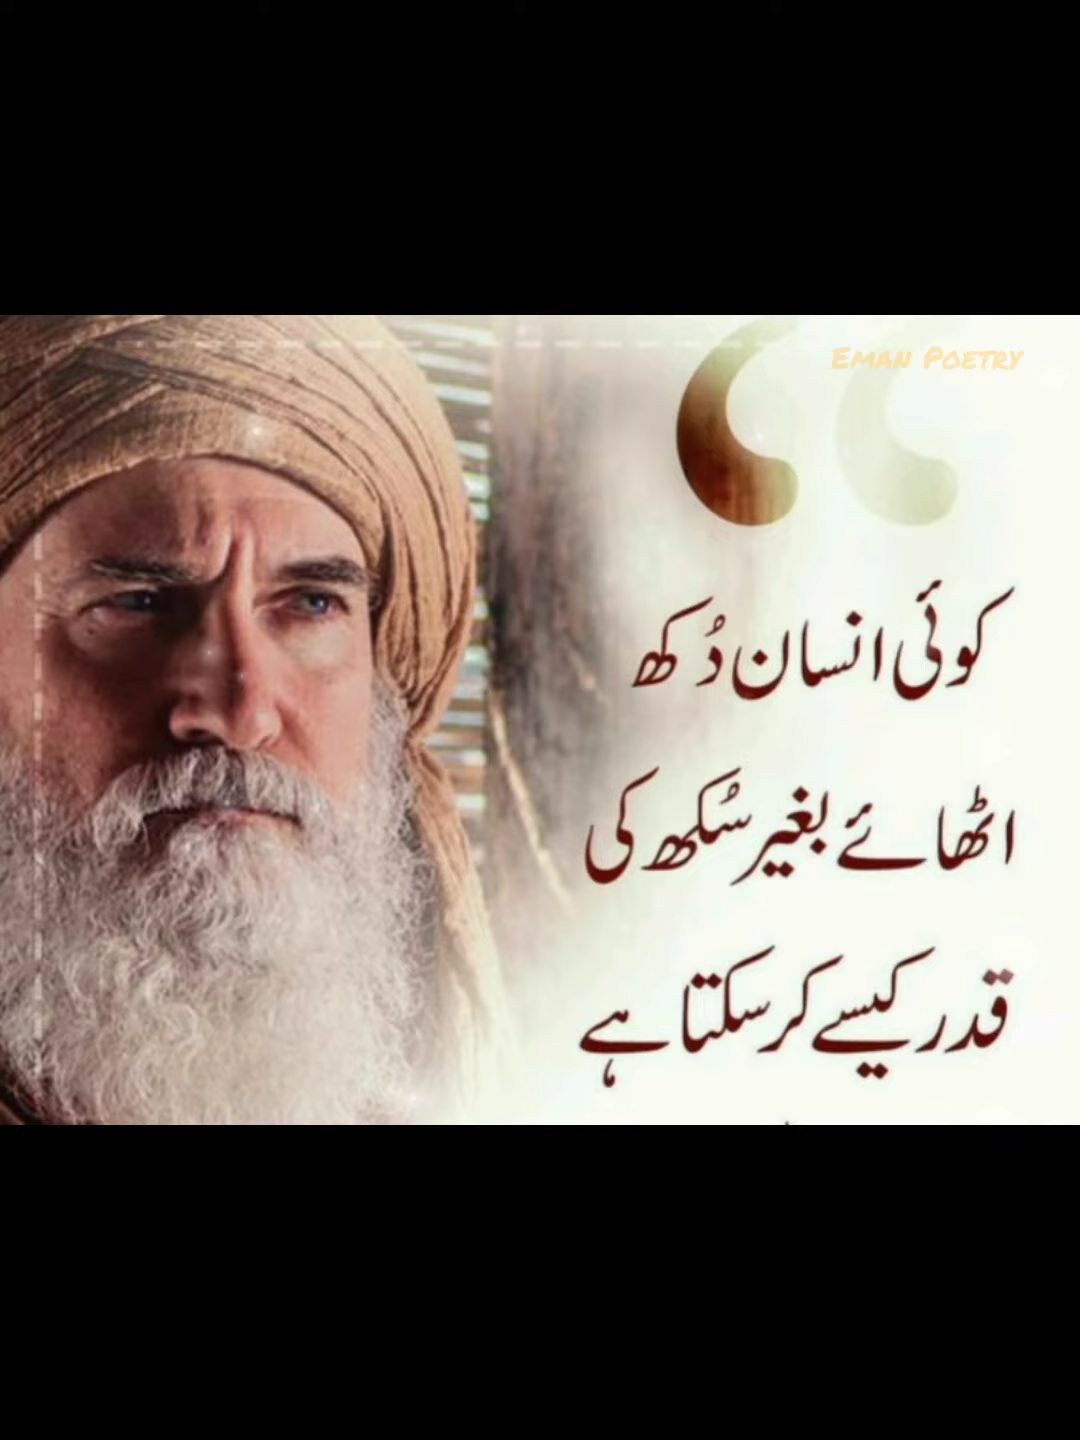 Eman Poetry
کوئی انسان دُکھ
اٹھائے بغیر سُکھ کی
قدر کیسے کر سکتا ہے